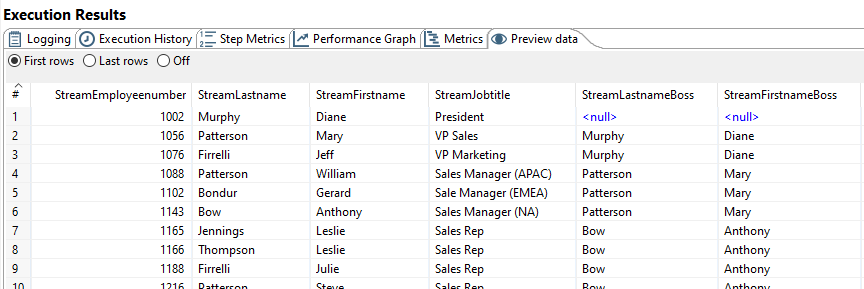 Execution Results
Logging Execution History Step Metrics Performance Graph Metrics Preview data
First rows Last rows Off
# StreamEmployeenumber StreamLastname StreamFirstname StreamJobtitle StreamLastnameBoss StreamFirstnameBoss
1 1002 Murphy Diane President <null> <null>
2 1056 Patterson Mary VP Sales Murphy Diane
3 1076 Firrelli Jeff VP Marketing Murphy Diane
4 1088 Patterson William Sales Manager (APAC) Patterson Mary
5 1102 Bondur Gerard Sale Manager (EMEA) Patterson Mary
6 1143 Bow Anthony Sales Manager (NA) Patterson Mary
7 1165 Jennings Leslie Sales Rep Bow Anthony
8 1166 Thompson Leslie Sales Rep Bow Anthony
9 1188 Firrelli Julie Sales Rep Bow Anthony
10 1216 Patterson Steve Sales Rep Bow Anthony